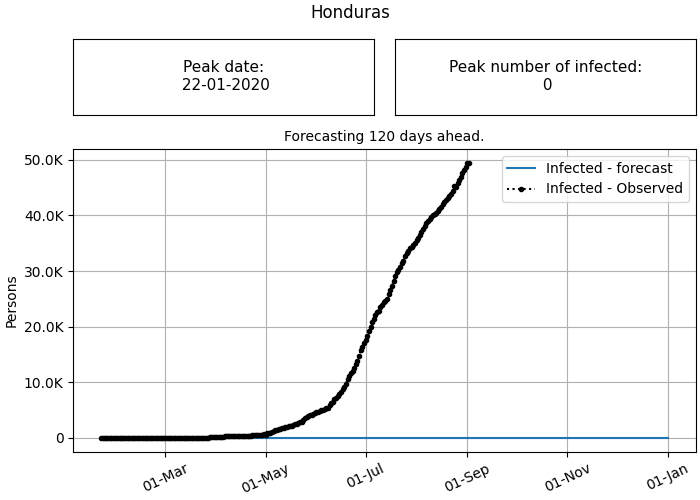 Honduras
Peak date:
22-01-2020
Peak number of infected:
0
Forecasting 120 days ahead.
50.0K
40.0K
30.0K
20.0K
10.0K
0
Persons
Infected - forecast
Infected - Observed
01-Mar
01-May
01-Jul
01-Sep
01-Nov
01-Jan